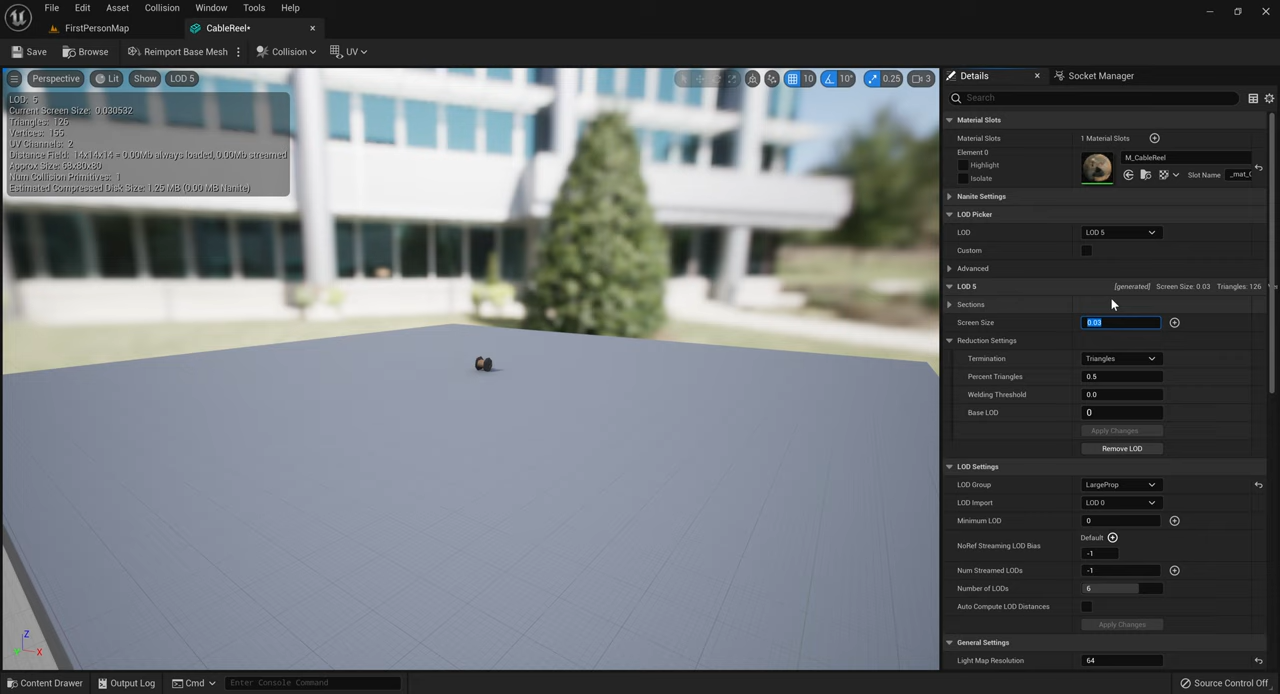 File Edit Asset Collision Window Tools Help
FirstPersonMap CableReel*
Save Browse Reimport Base Mesh Collision UV
Perspective Lit Show LOD 5 10 10° 0.25 3
LOD: 5
Current Screen Size: 0.030532
Triangles: 126
Vertices: 155
UV Channels: 2
Distance Field: 14x14x14 = 0.00Mb always loaded, 0.00Mb streamed
Approx Size: 68x80x80
Num Collision Primitives: 1
Estimated Compressed Disk Size: 1.25 MB (0.00 MB Nanite)
Z
X
Details Socket Manager
Search
Material Slots
Material Slots 1 Material Slots
Element 0
M_CableReel
Highlight
Isolate
Slot Name
Nanite Settings
LOD Picker
LOD LOD 5
Custom
Advanced
LOD 5 [generated] Screen Size: 0.03 Triangles: 126
Sections
Screen Size 0.03
Reduction Settings
Termination Triangles
Percent Triangles 0.5
Welding Threshold 0.0
Base LOD 0
Apply Changes
Remove LOD
LOD Settings
LOD Group LargeProp
LOD Import LOD 0
Minimum LOD 0
Default
NoRef Streaming LOD Bias
-1
Num Streamed LODs -1
Number of LODs 6
Auto Compute LOD Distances
Apply Changes
General Settings
Light Map Resolution 64
Content Drawer Output Log Cmd Enter Console Command Source Control Off